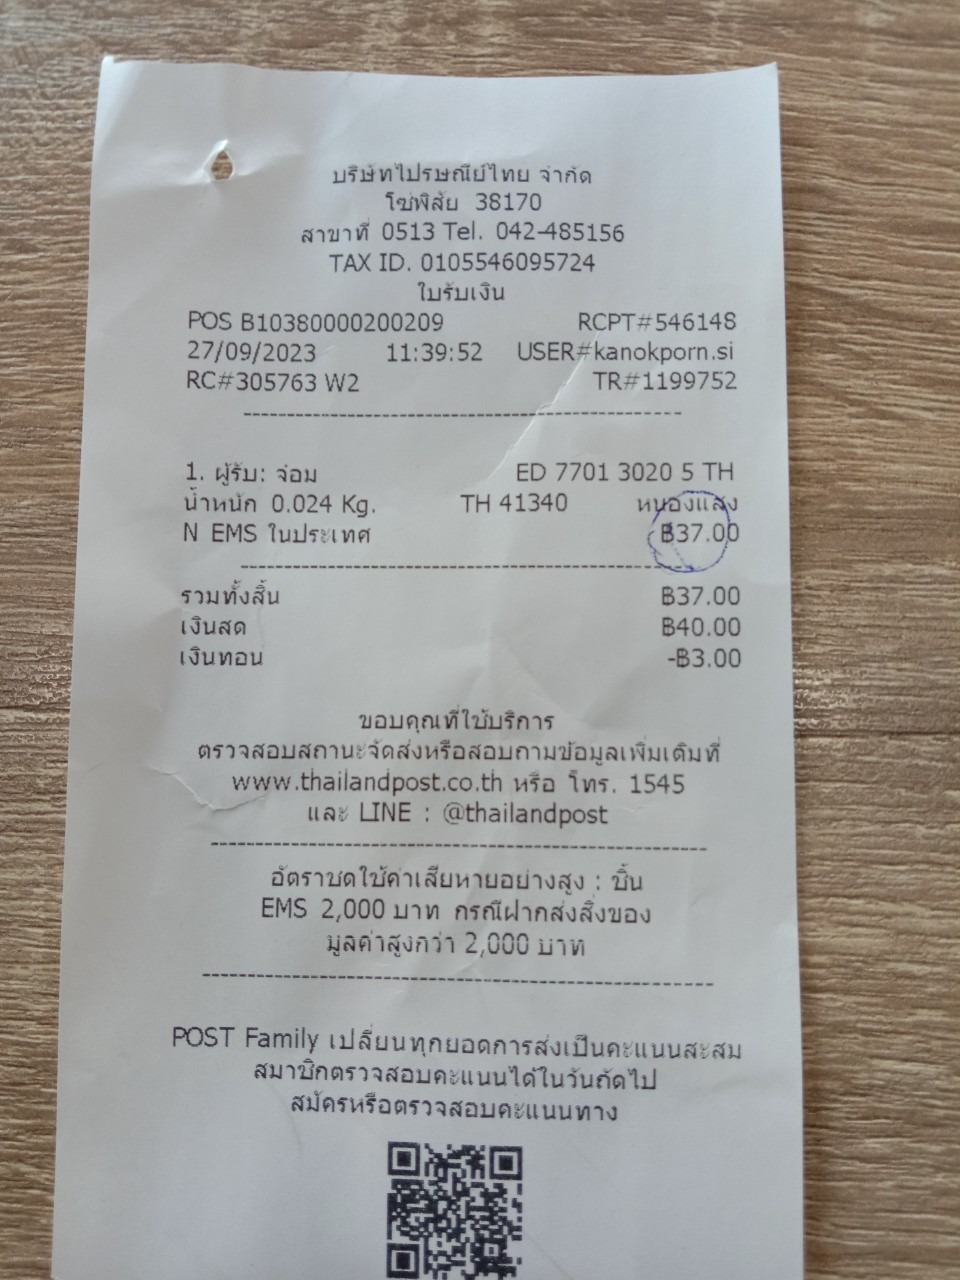 บริษัทไปรษณีย์ไทย จำกัด
โซ่พิสัย 38170
สาขาที่ 0513 Tel. 042-485156
TAX ID. 0105546095724
ใบรับเงิน
POS B10380000200209 RCPT#546148
27/09/2023 11:39:52 USER#kanokporn.si
RC#305763 W2 TR#1199752
1. ผู้รับ: จ่อม ED 7701 3020 5 TH
น้ำหนัก 0.024 Kg. TH 41340 หนองแสง
N EMS ในประเทศ ฿37.00
รวมทั้งสิ้น ฿37.00
เงินสด ฿40.00
เงินทอน -฿3.00
ขอบคุณที่ใช้บริการ
ตรวจสอบสถานะจัดส่งหรือสอบถามข้อมูลเพิ่มเติมที่
www.thailandpost.co.th หรือ โทร. 1545
และ LINE : @thailandpost
อัตราชดใช้ค่าเสียหายอย่างสูง : ชิ้น
EMS 2,000 บาท กรณีฝากส่งสิ่งของ
มูลค่าสูงกว่า 2,000 บาท
POST Family เปลี่ยนทุกยอดการส่งเป็นคะแนนสะสม
สมาชิกตรวจสอบคะแนนได้ในวันถัดไป
สมัครหรือตรวจสอบคะแนนทาง